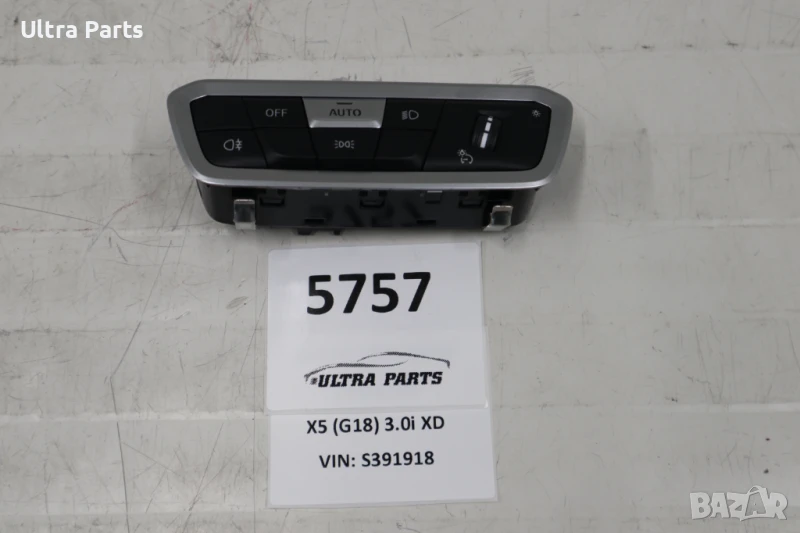 Ultra Parts
OFF
AUTO
5757
ULTRA PARTS
X5 (G18) 3.0i XD
VIN: S391918
BAZAR